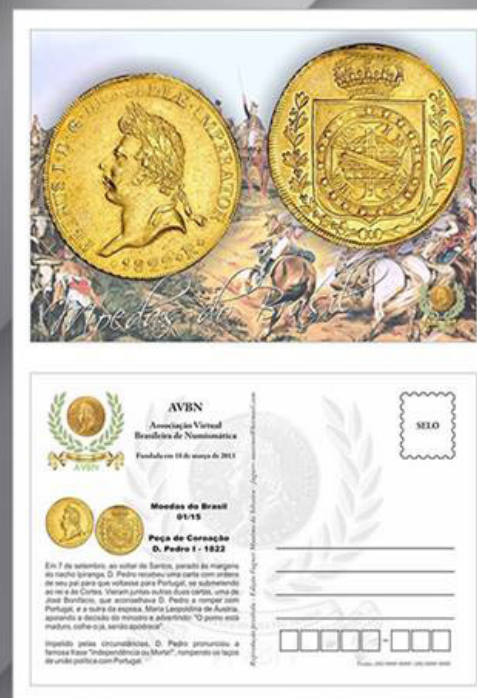 PETRUS I·D·G·BRASILIÆ·IMPERATOR
·1822·R·
Moedas do Brasil
AVBN
AVBN
Associação Virtual
Brasileira de Numismática
Fundada em 18 de março de 2013
SELO
Moedas do Brasil
01/15
Peça de Coroação
D. Pedro I - 1822
Em 7 de setembro, ao voltar de Santos, parado às margens
do riacho Ipiranga, D. Pedro recebeu uma carta com ordens
de seu pai para que voltasse para Portugal, se submetendo
ao rei e às Cortes. Vieram juntas outras duas cartas, uma de
José Bonifácio, que aconselhava D. Pedro a romper com
Portugal, e a outra da esposa, Maria Leopoldina de Áustria,
apoiando a decisão do ministro e advertindo: "O pomo está
maduro, colhe-o já, senão apodrece".
Impelido pelas circunstâncias, D. Pedro pronunciou a
famosa frase "Independência ou Morte!", rompendo os laços
de união política com Portugal.
Reprodução proibida - Edição